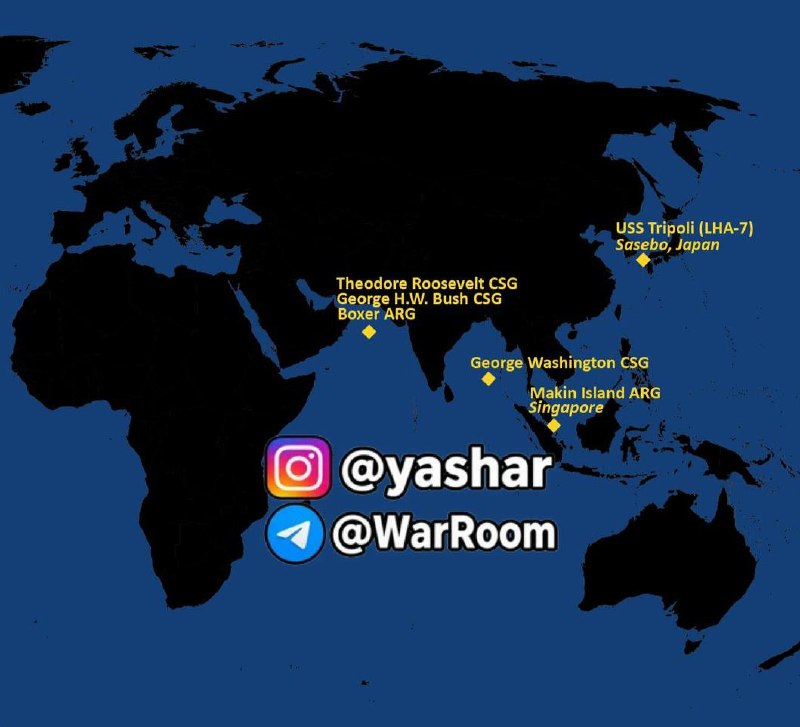 USS Tripoli (LHA-7)
Sasebo, Japan
Theodore Roosevelt CSG
George H.W. Bush CSG
Boxer ARG
George Washington CSG
Makin Island ARG
Singapore
@yashar
@WarRoom